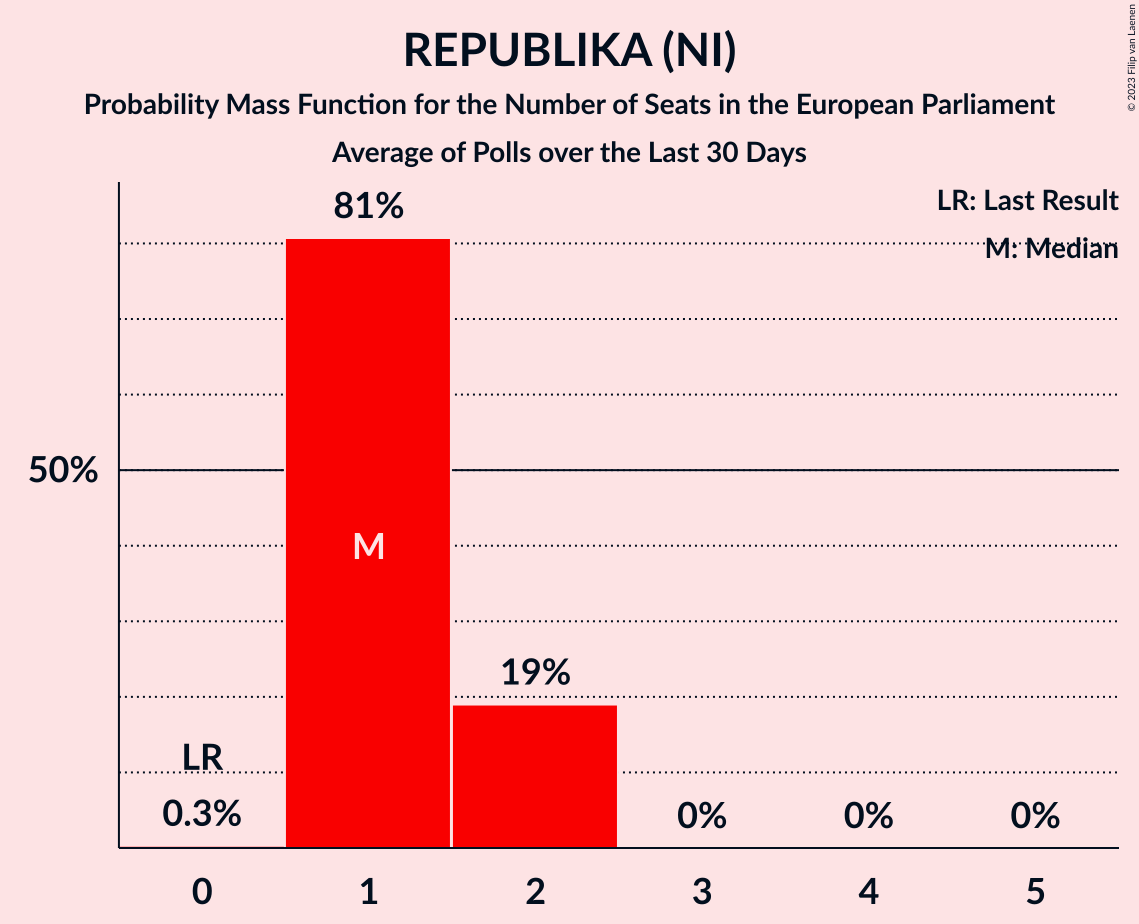 REPUBLIKA (NI)
Probability Mass Function for the Number of Seats in the European Parliament
Average of Polls over the Last 30 Days
© 2023 Filip van Laenen
LR: Last Result
M: Median
81%
50%
M
19%
LR
0.3%
0%
0%
0%
0 1 2 3 4 5